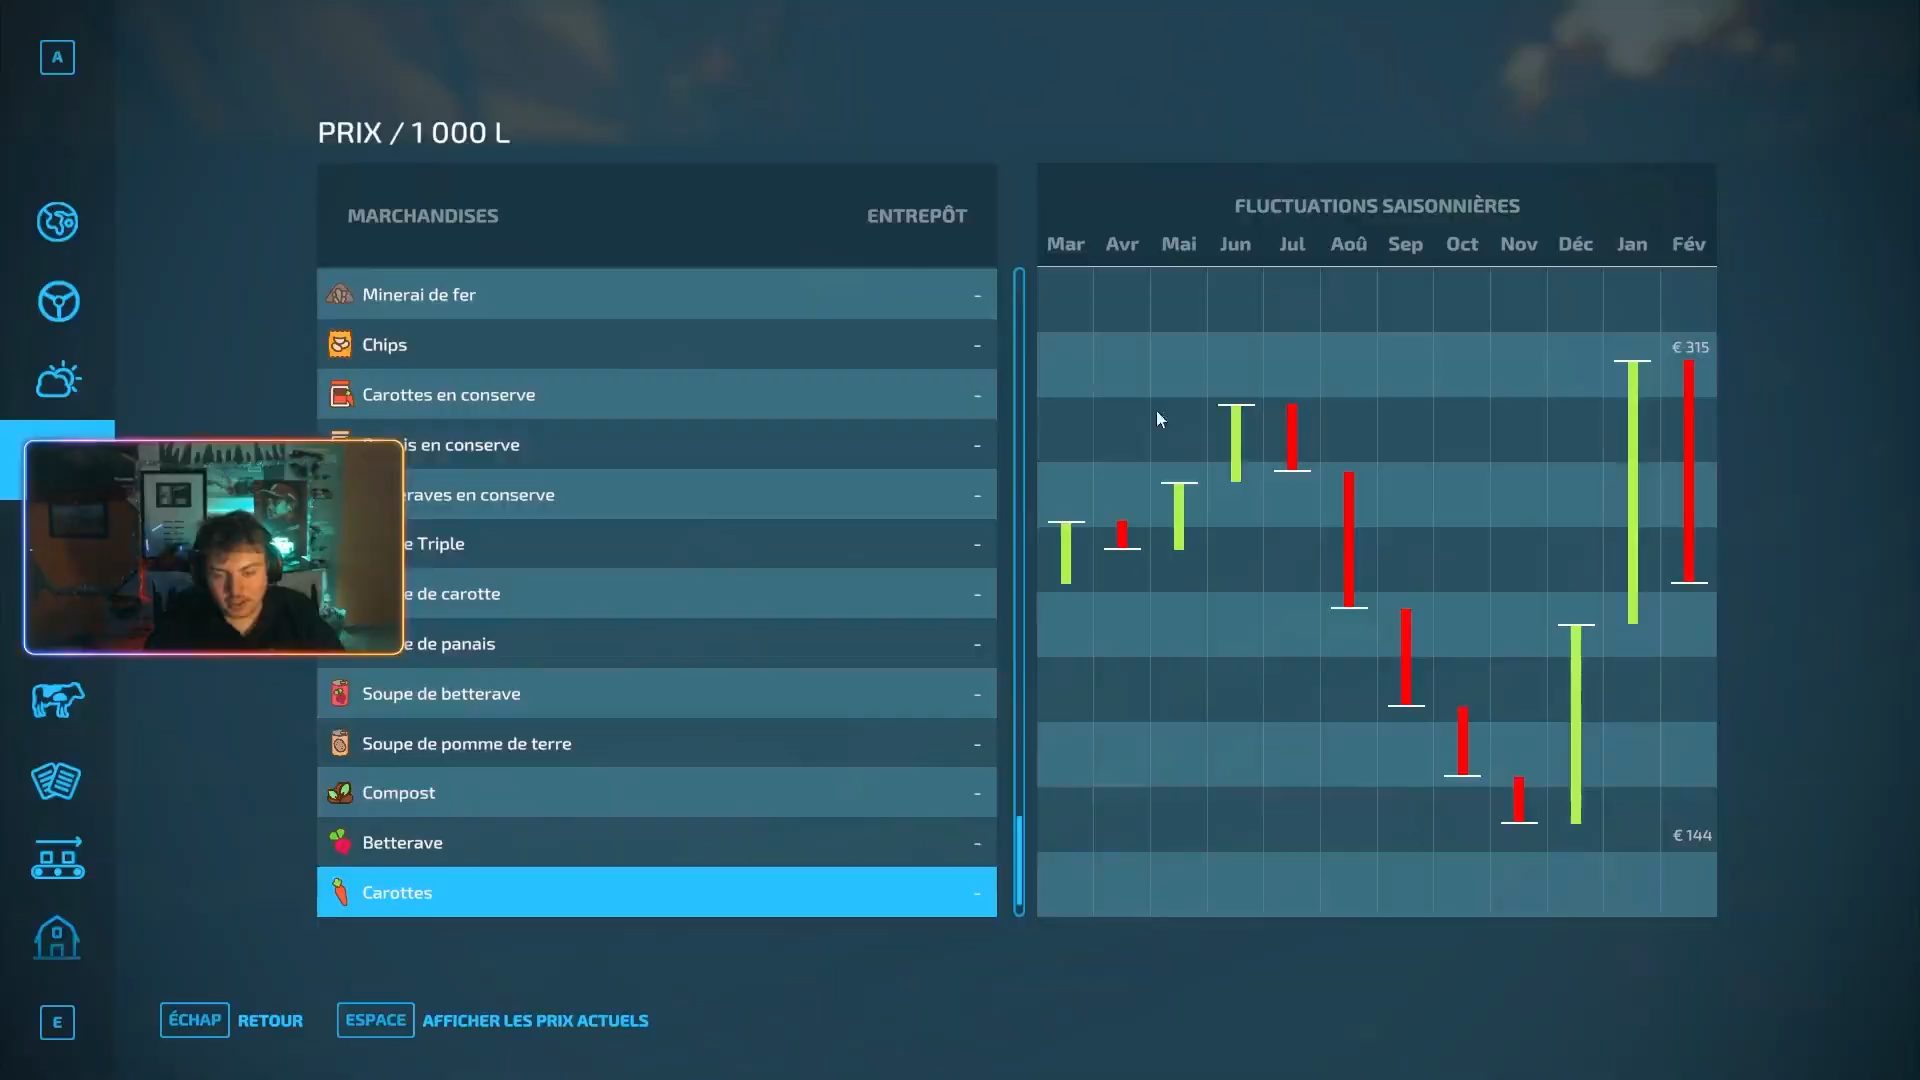 A
PRIX / 1 000 L
MARCHANDISES
ENTREPÔT
Minerai de fer -
Chips -
Carottes en conserve -
is en conserve -
raves en conserve -
e Triple -
e de carotte -
e de panais -
Soupe de betterave -
Soupe de pomme de terre -
Compost -
Betterave -
Carottes -
FLUCTUATIONS SAISONNIÈRES
Mar Avr Mai Jun Jul Aoû Sep Oct Nov Déc Jan Fév
€ 315
€ 144
E
ÉCHAP RETOUR ESPACE AFFICHER LES PRIX ACTUELS